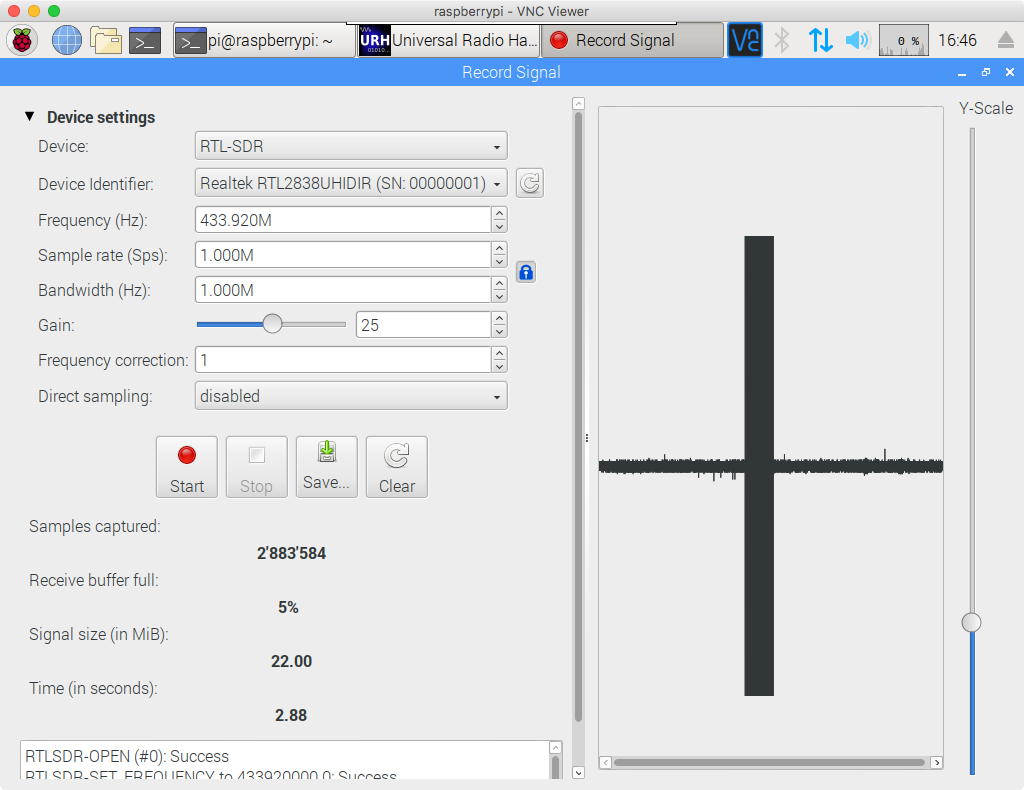 raspberrypi - VNC Viewer
pi@raspberrypi: ~
URH
01010...
Universal Radio Ha...
Record Signal
0 %
16:46
Record Signal
Device settings
Y-Scale
Device:
RTL-SDR
Device Identifier:
Realtek RTL2838UHIDIR (SN: 00000001)
Frequency (Hz):
433.920M
Sample rate (Sps):
1.000M
Bandwidth (Hz):
1.000M
Gain:
25
Frequency correction:
1
Direct sampling:
disabled
Start
Stop
Save...
Clear
Samples captured:
2'883'584
Receive buffer full:
5%
Signal size (in MiB):
22.00
Time (in seconds):
2.88
RTLSDR-OPEN (#0): Success
RTLSDR-SET_FREQUENCY to 433920000.0: Success